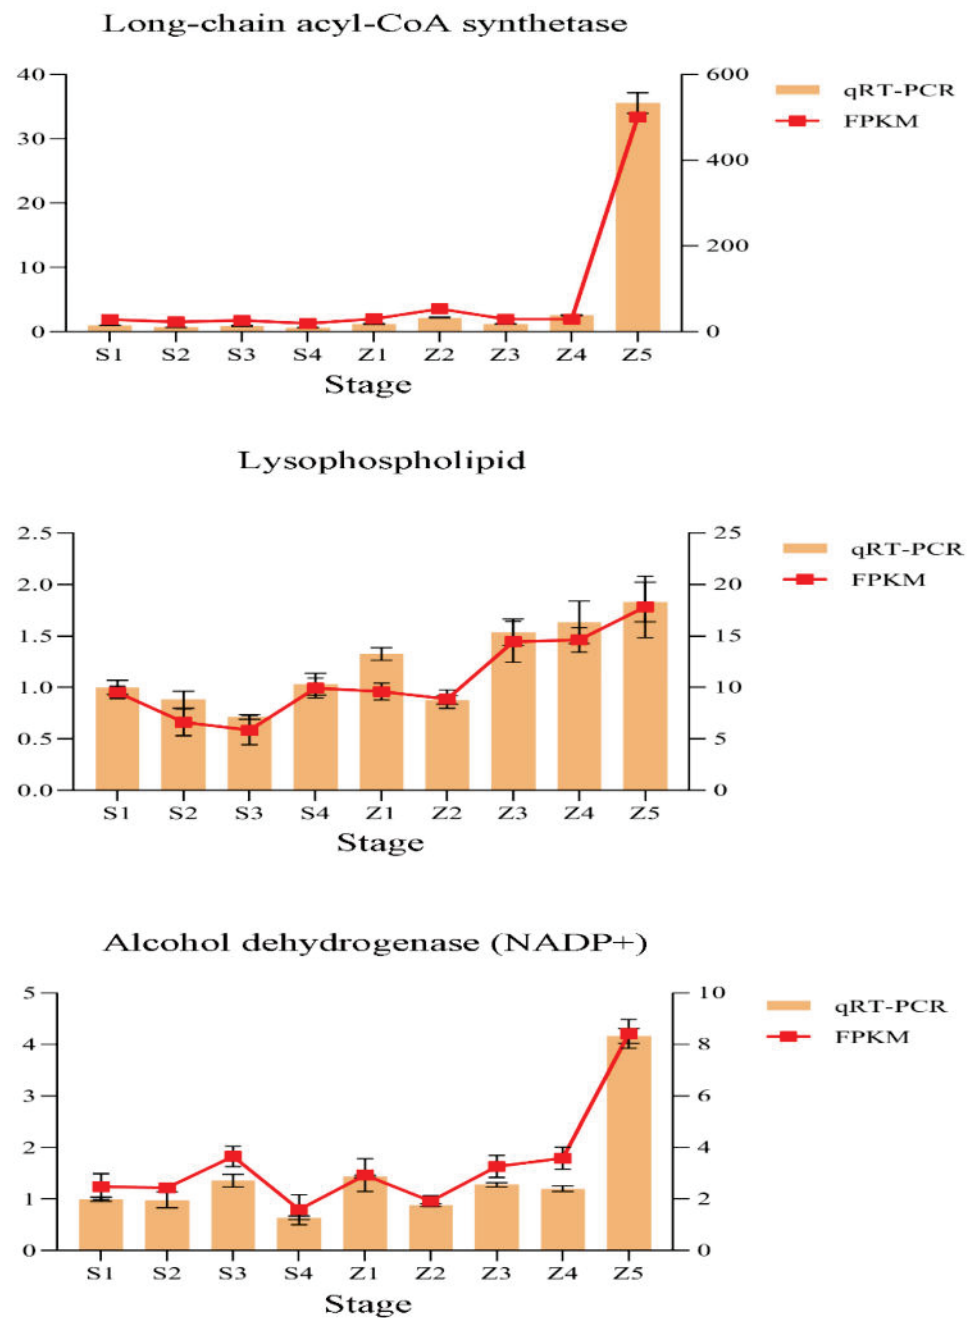 Long-chain acyl-CoA synthetase
40 600
qRT-PCR
FPKM
30
400
20
200
10
0 0
S1 S2 S3 S4 Z1 Z2 Z3 Z4 Z5
Stage
Lysophospholipid
2.5 25
qRT-PCR
FPKM
2.0 20
1.5 15
1.0 10
0.5 5
0.0 0
S1 S2 S3 S4 Z1 Z2 Z3 Z4 Z5
Stage
Alcohol dehydrogenase (NADP+)
5 10
qRT-PCR
FPKM
4 8
3 6
2 4
1 2
0 0
S1 S2 S3 S4 Z1 Z2 Z3 Z4 Z5
Stage